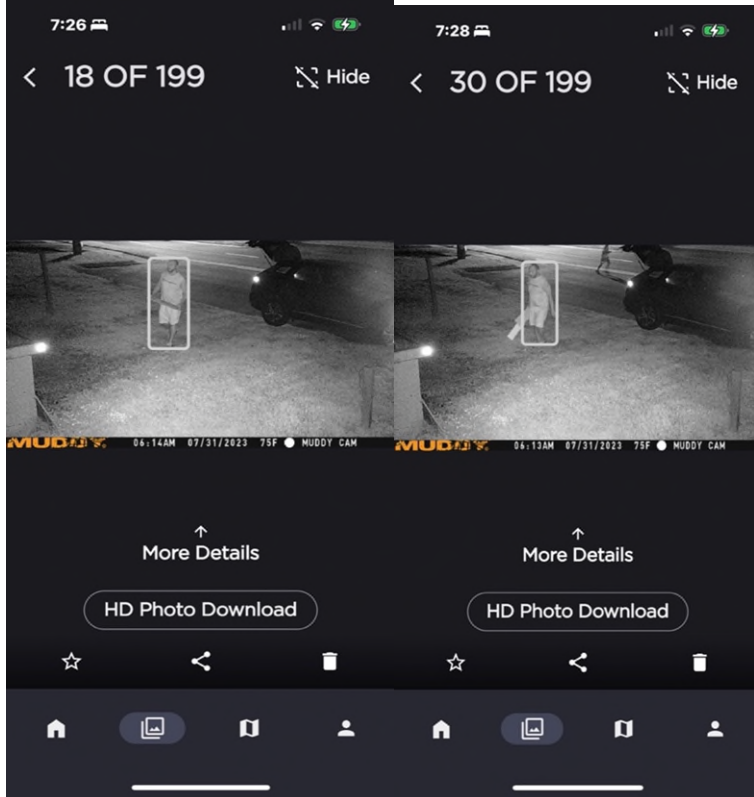 7:26
18 OF 199
Hide
MUDDY
06:14AM 07/31/2023 75F MUDDY CAM
More Details
HD Photo Download
7:28
30 OF 199
Hide
MUDDY
06:13AM 07/31/2023 75F MUDDY CAM
More Details
HD Photo Download